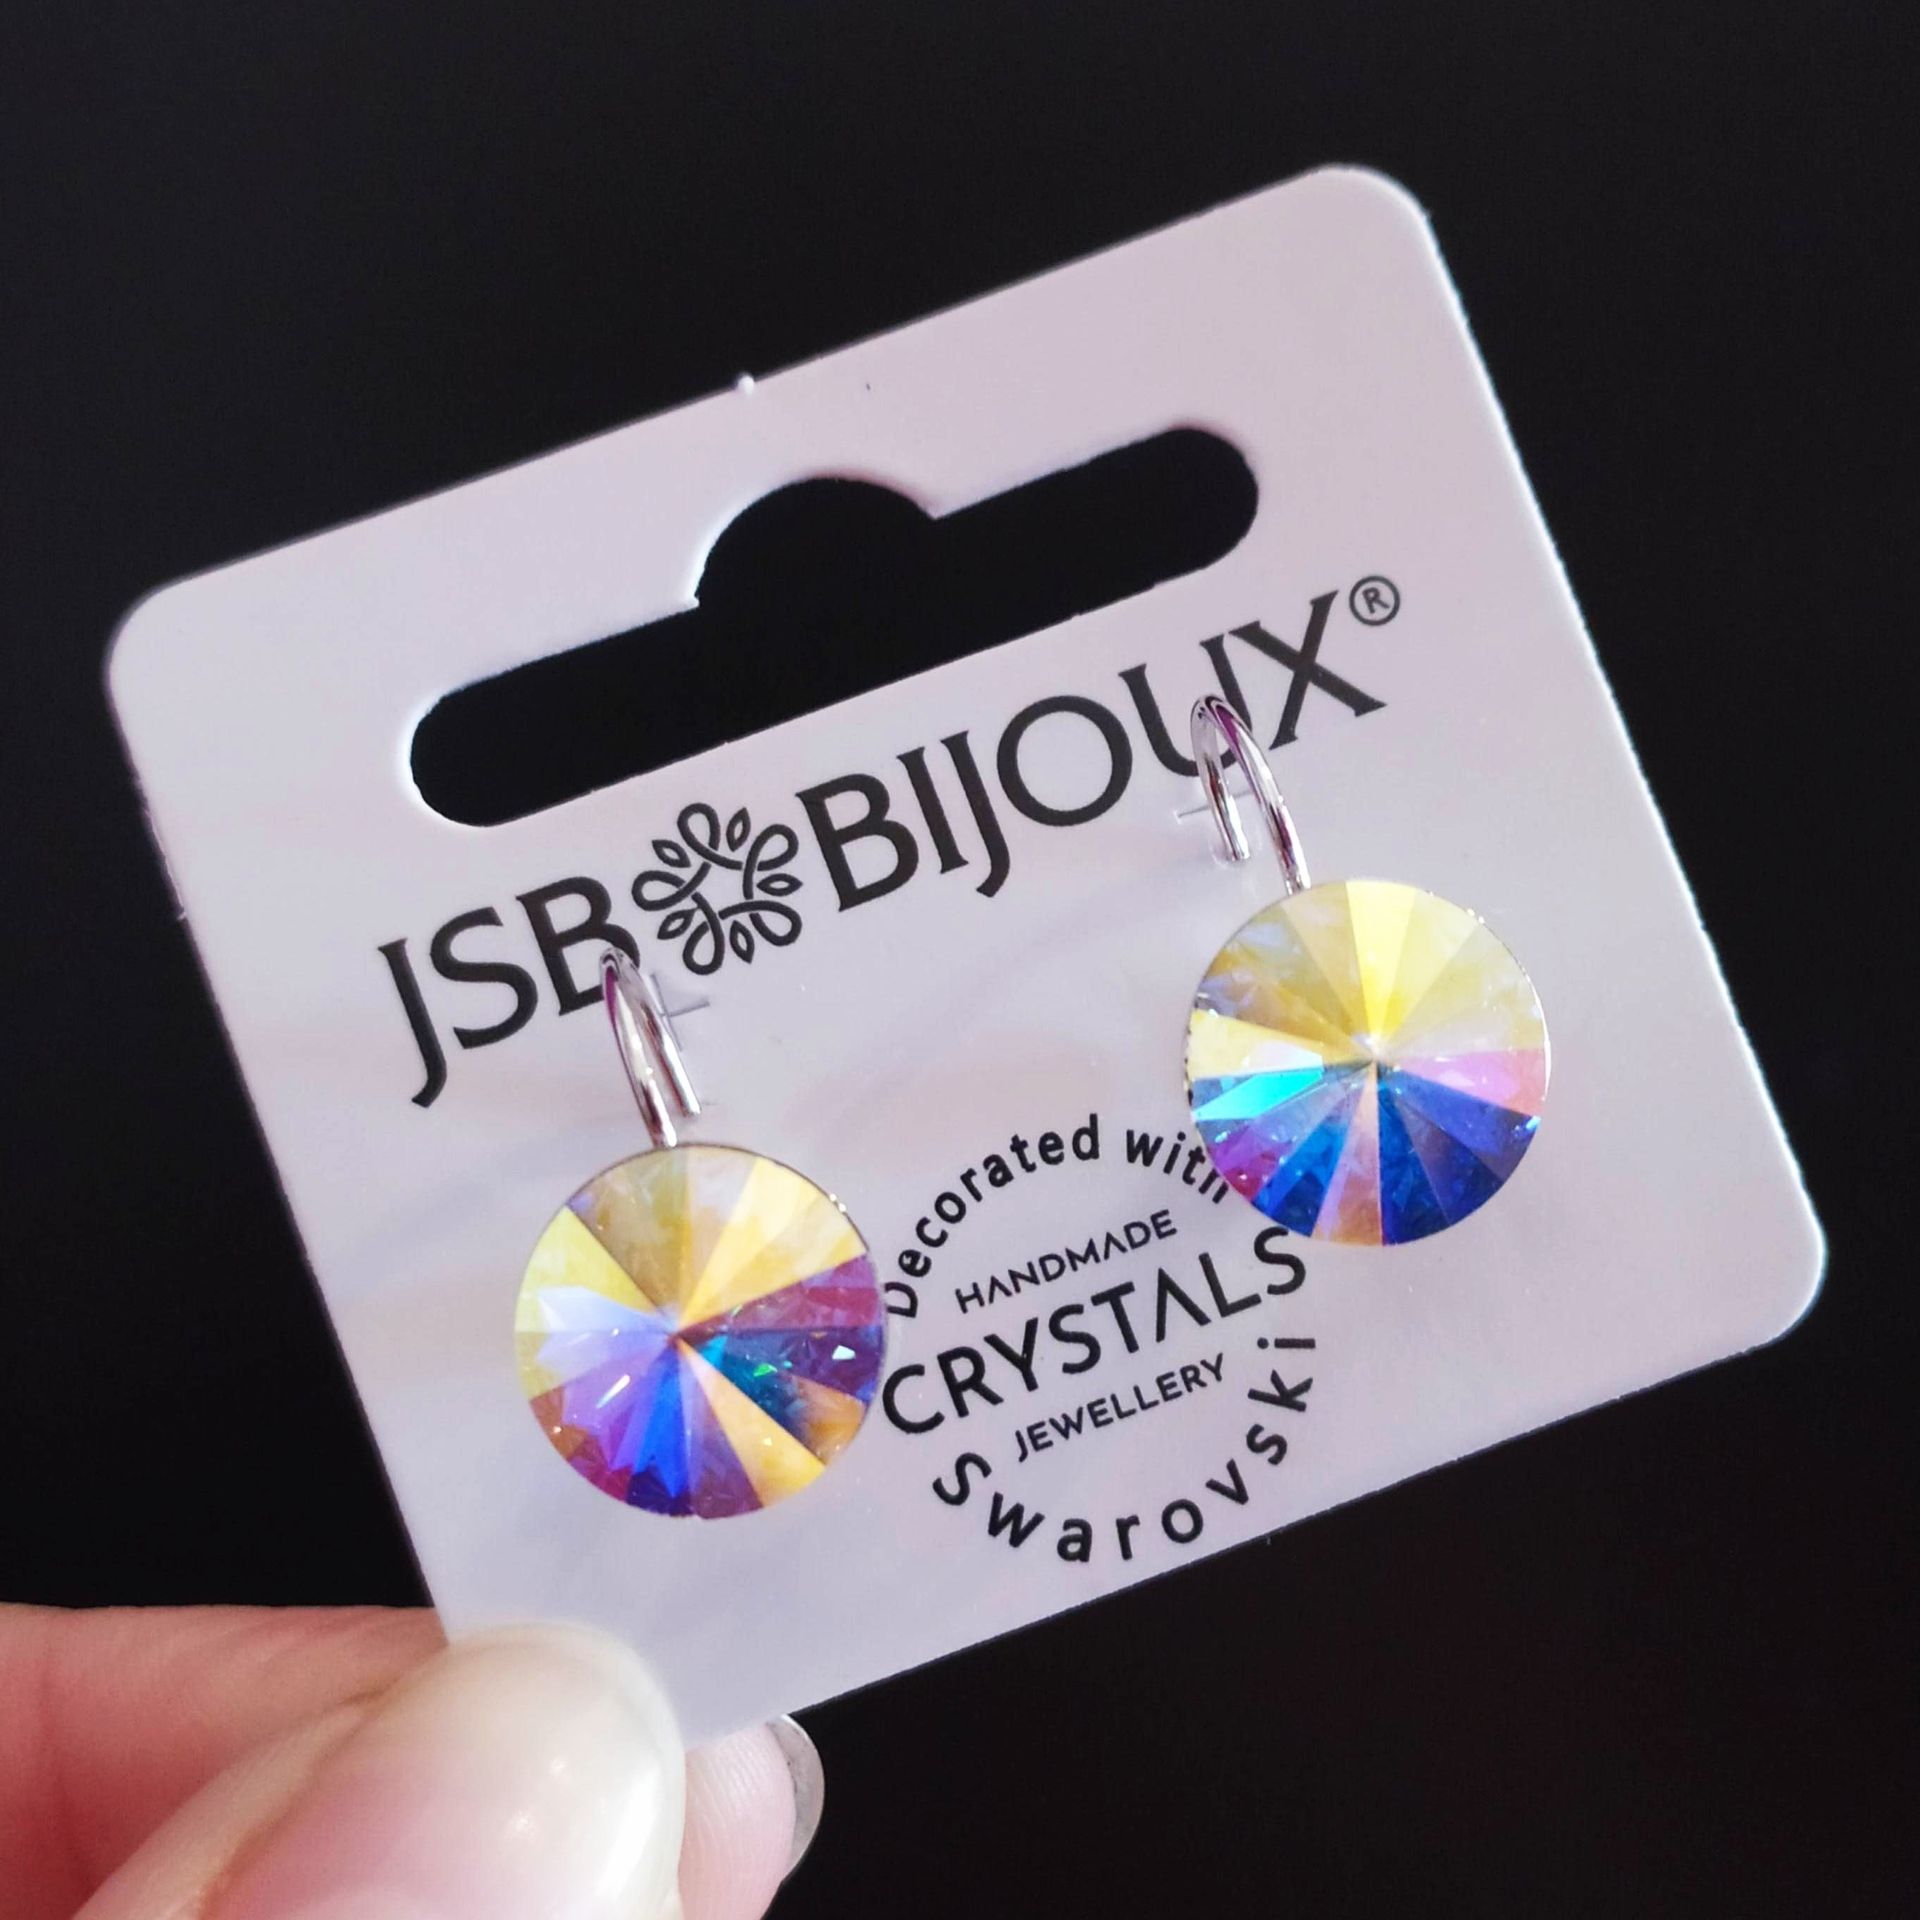 JSB BIJOUX®
Decorated with
HANDMADE
CRYSTALS
JEWELLERY
Swarovski